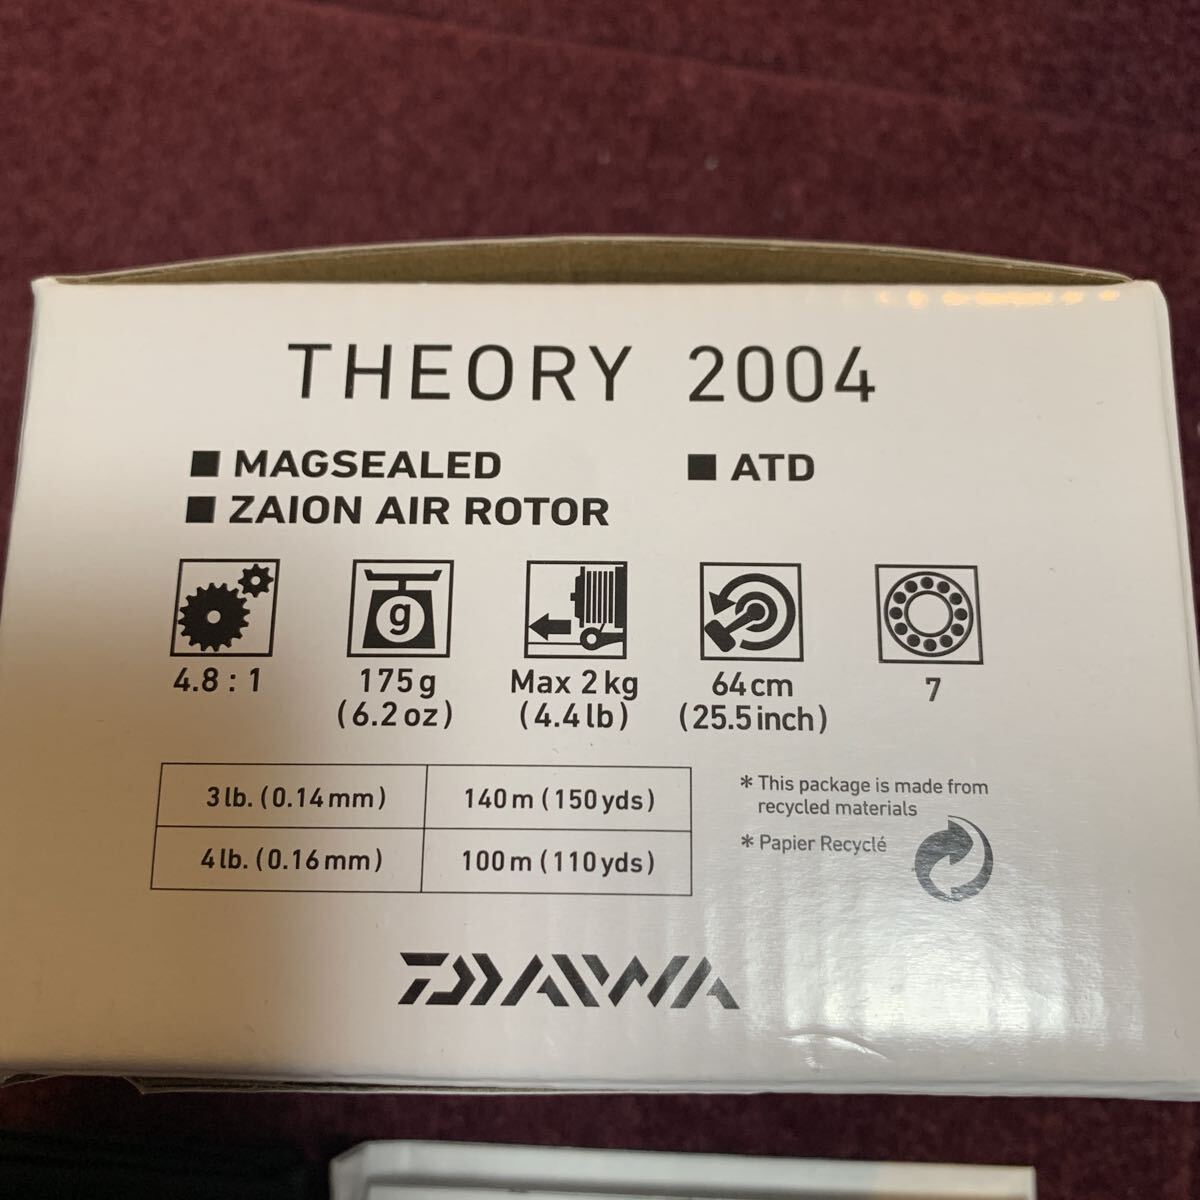 THEORY 2004
■ MAGSEALED
■ ATD
■ ZAION AIR ROTOR
g
4.8 : 1
175g
(6.2oz)
Max 2kg
(4.4lb)
64cm
(25.5inch)
7
3lb. (0.14mm) 140m (150yds)
4lb. (0.16mm) 100m (110yds)
* This package is made from
recycled materials
* Papier Recyclé
DAIWA